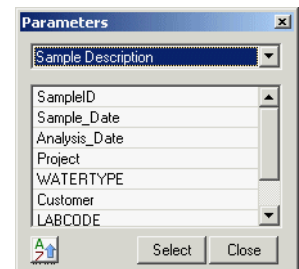 Parameters
Sample Description
SampleID
Sample_Date
Analysis_Date
Project
WATERTYPE
Customer
LABCODE
A
Z
Select Close